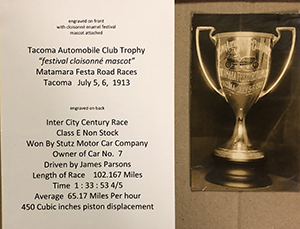 engraved on front
with cloisonné enamel festival
mascot attached
Tacoma Automobile Club Trophy
"festival cloisonné mascot"
Matamara Festa Road Races
Tacoma July 5, 6, 1913
engraved on back
Inter City Century Race
Class E Non Stock
Won By Stutz Motor Car Company
Owner of Car No. 7
Driven by James Parsons
Length of Race 102.167 Miles
Time 1 : 33 : 53 4/5
Average 65.17 Miles Per hour
450 Cubic inches piston displacement